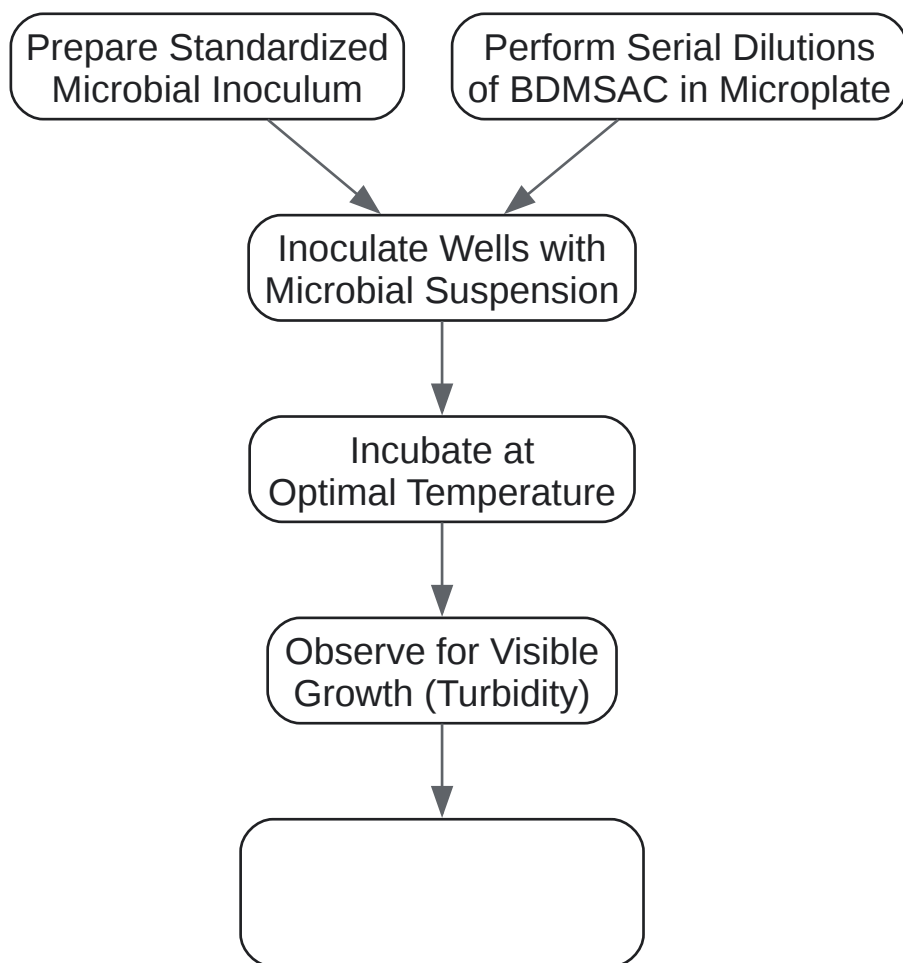 Prepare Standardized
Microbial Inoculum
Perform Serial Dilutions
of BDMSAC in Microplate
Inoculate Wells with
Microbial Suspension
Incubate at
Optimal Temperature
Observe for Visible
Growth (Turbidity)